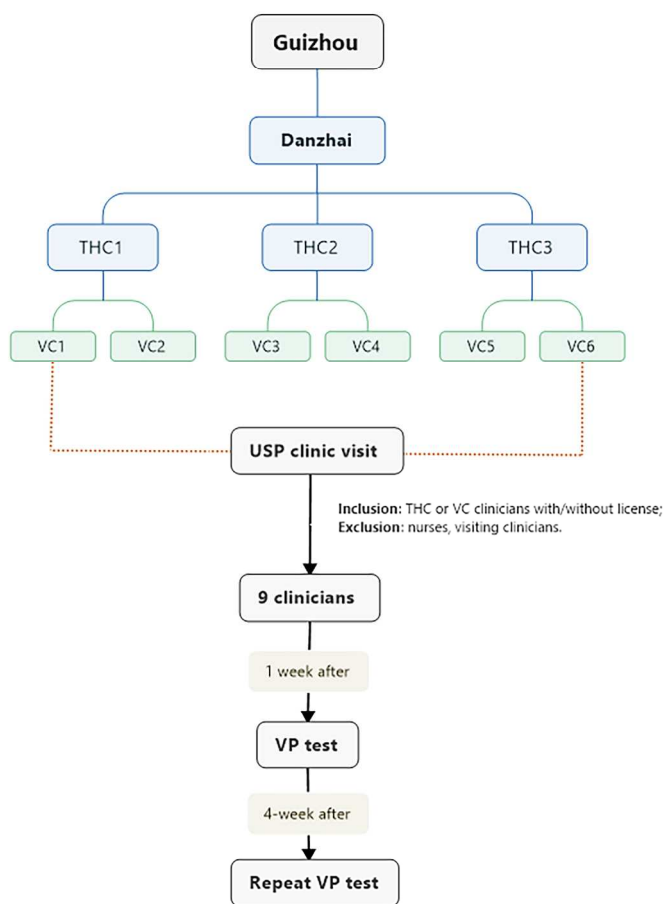 Guizhou
Danzhai
THC1
THC2
THC3
VC1
VC2
VC3
VC4
VC5
VC6
USP clinic visit
Inclusion: THC or VC clinicians with/without license;
Exclusion: nurses, visiting clinicians.
9 clinicians
1 week after
VP test
4-week after
Repeat VP test